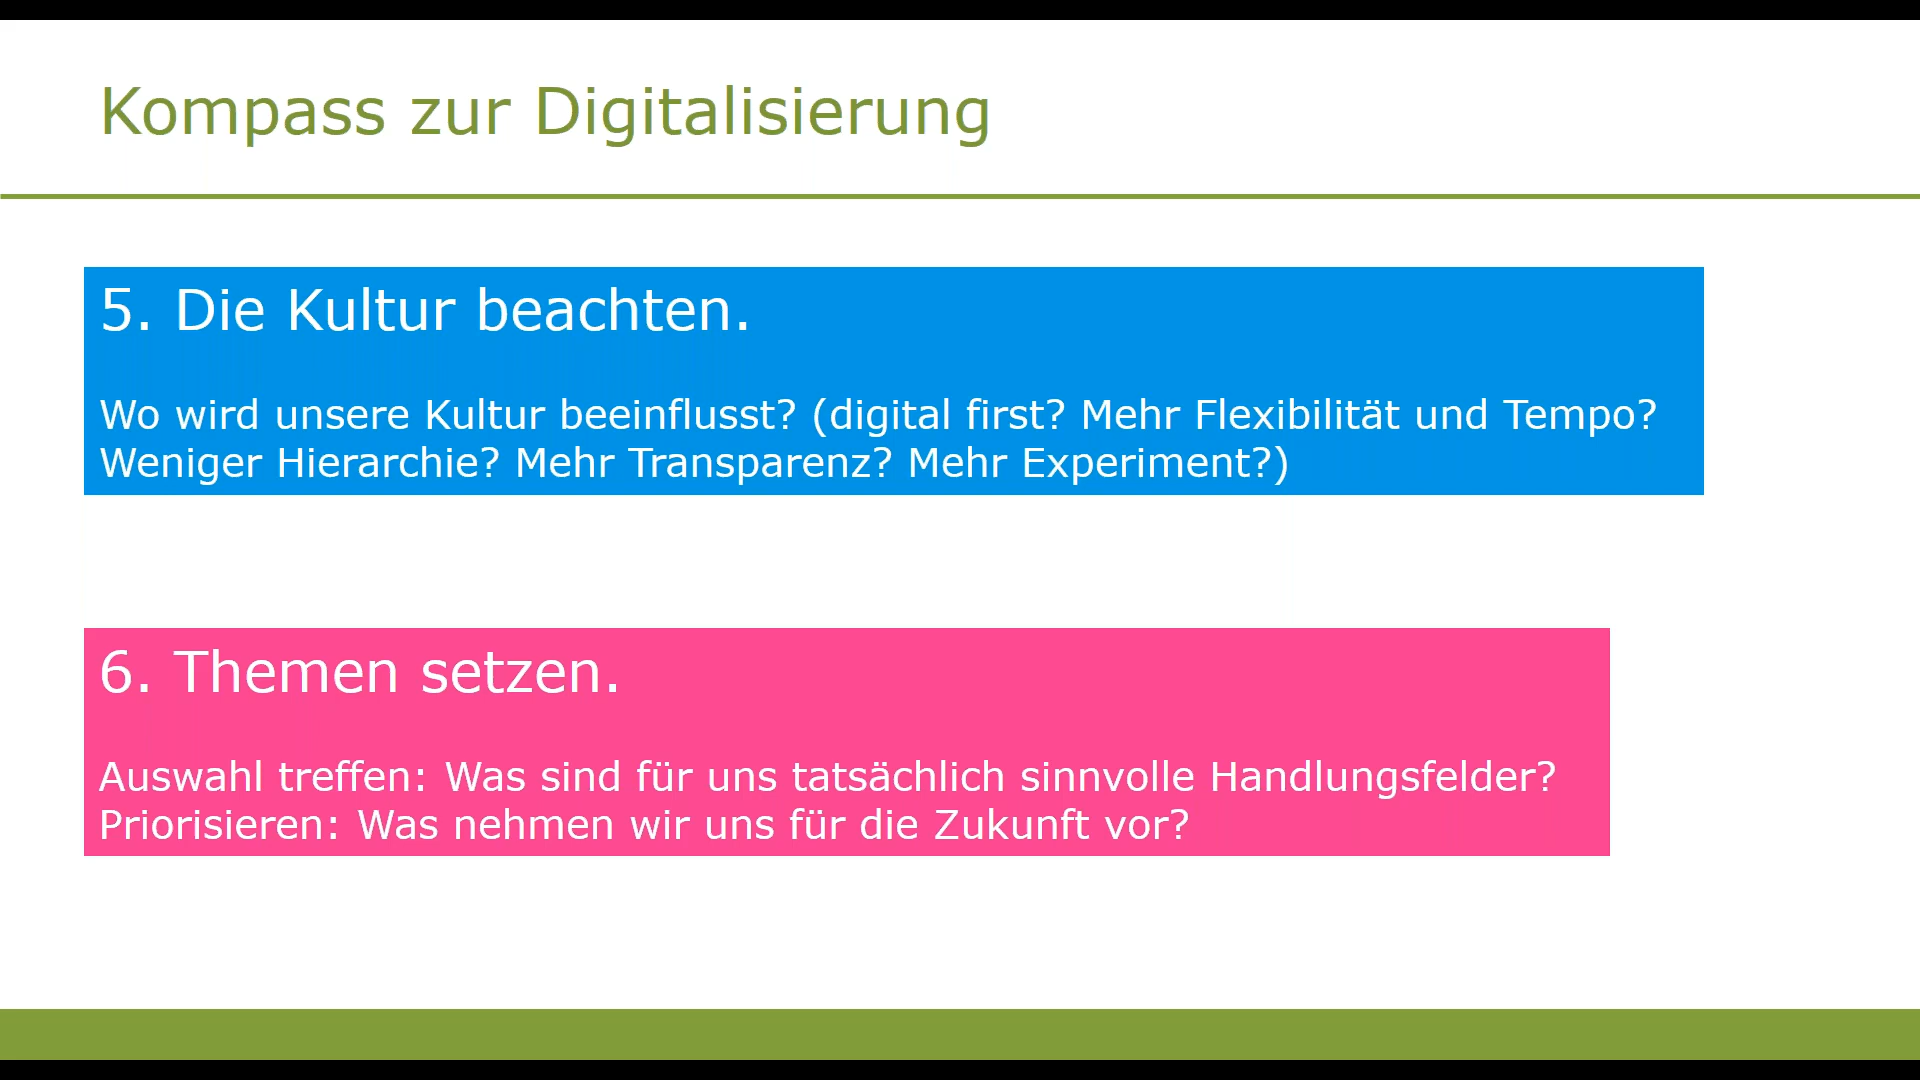 Kompass zur Digitalisierung
5. Die Kultur beachten.
Wo wird unsere Kultur beeinflusst? (digital first? Mehr Flexibilität und Tempo?
Weniger Hierarchie? Mehr Transparenz? Mehr Experiment?)
6. Themen setzen.
Auswahl treffen: Was sind für uns tatsächlich sinnvolle Handlungsfelder?
Priorisieren: Was nehmen wir uns für die Zukunft vor?